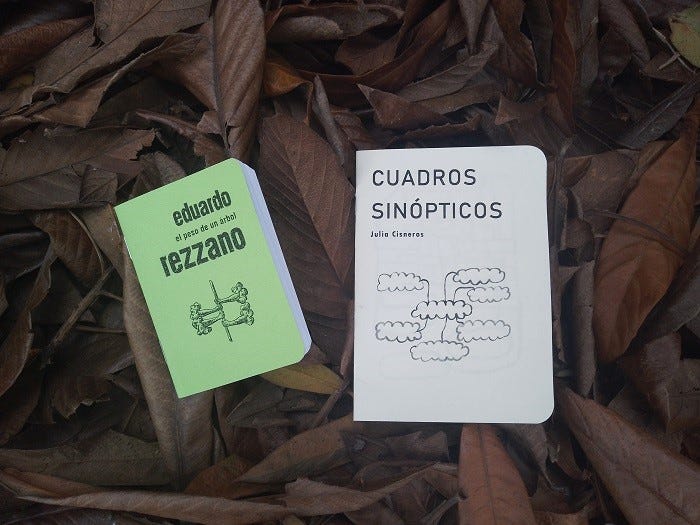 eduardo
el peso de un árbol
rezzano
CUADROS
SINÓPTICOS
Julia Cisneros